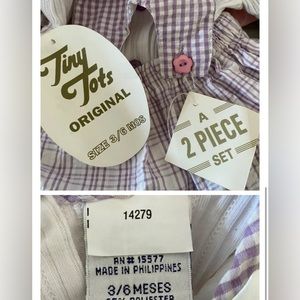 Tiny
Tots
ORIGINAL
SIZE 3/6 MOS
A
2 PIECE
SET
14279
RN# 15577
MADE IN PHILIPPINES
3/6 MESES
POLYESTER